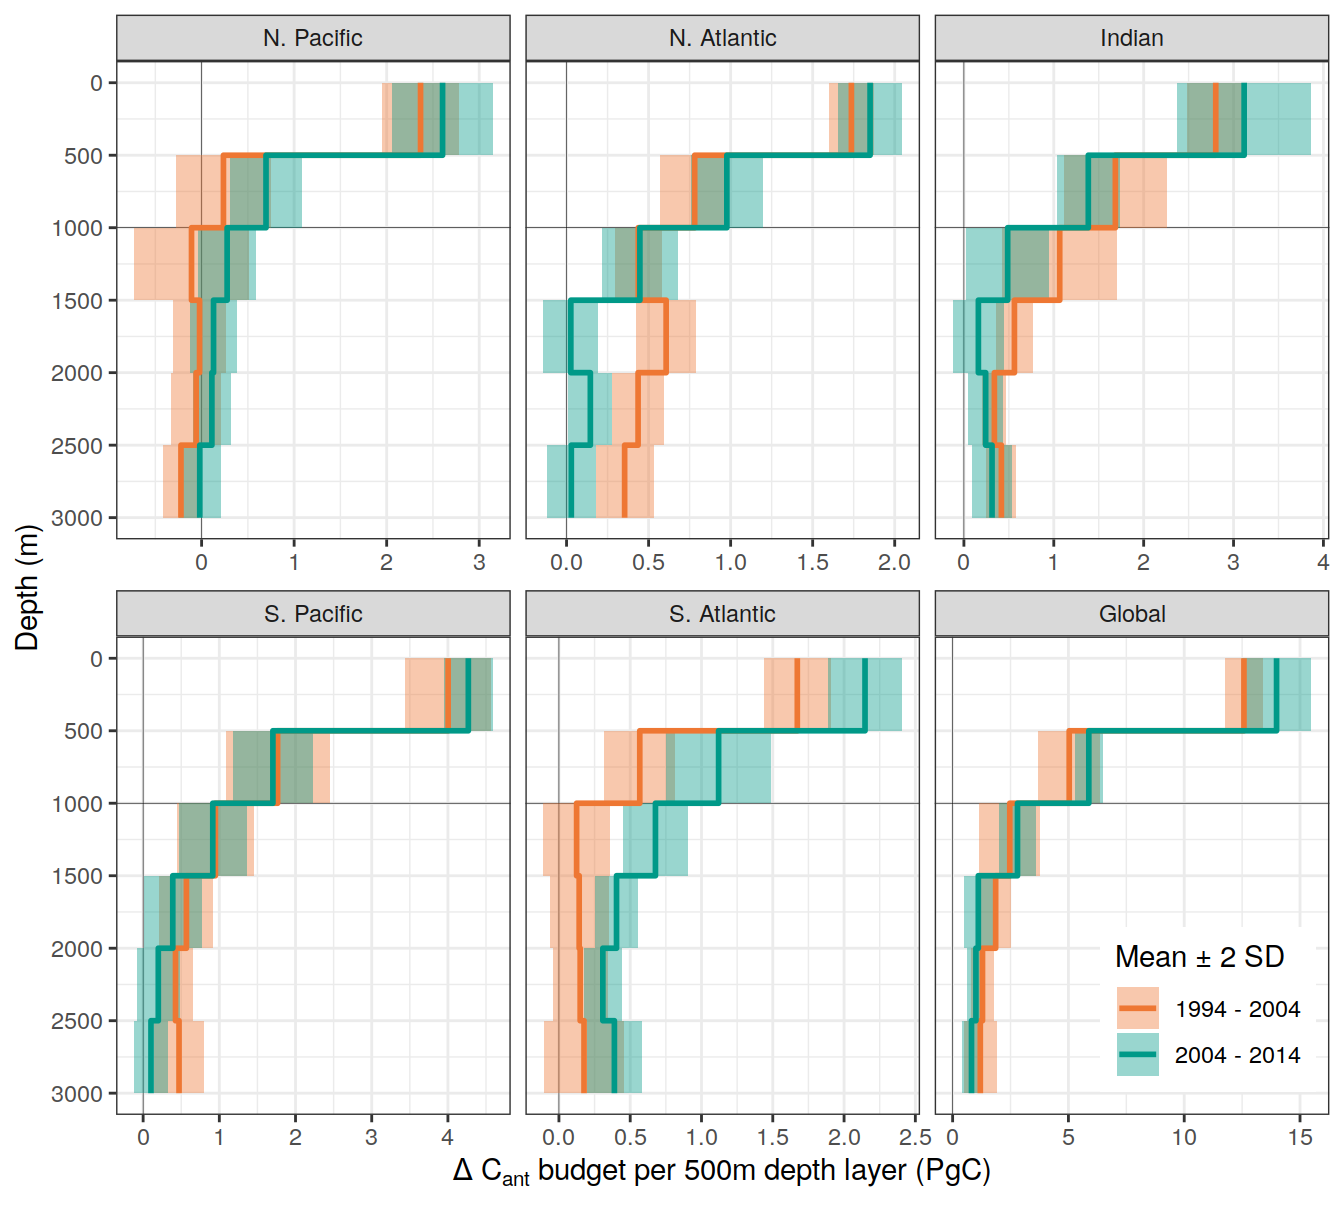 N. Pacific
N. Atlantic
Indian
0
500
1000
1500
2000
2500
3000
0 1 2 3
0.0 0.5 1.0 1.5 2.0
0 1 2 3 4
Depth (m)
S. Pacific
S. Atlantic
Global
0
500
1000
1500
2000
2500
3000
Mean ± 2 SD
1994 - 2004
2004 - 2014
0 1 2 3 4
0.0 0.5 1.0 1.5 2.0 2.5
0 5 10 15
Δ Cant budget per 500m depth layer (PgC)